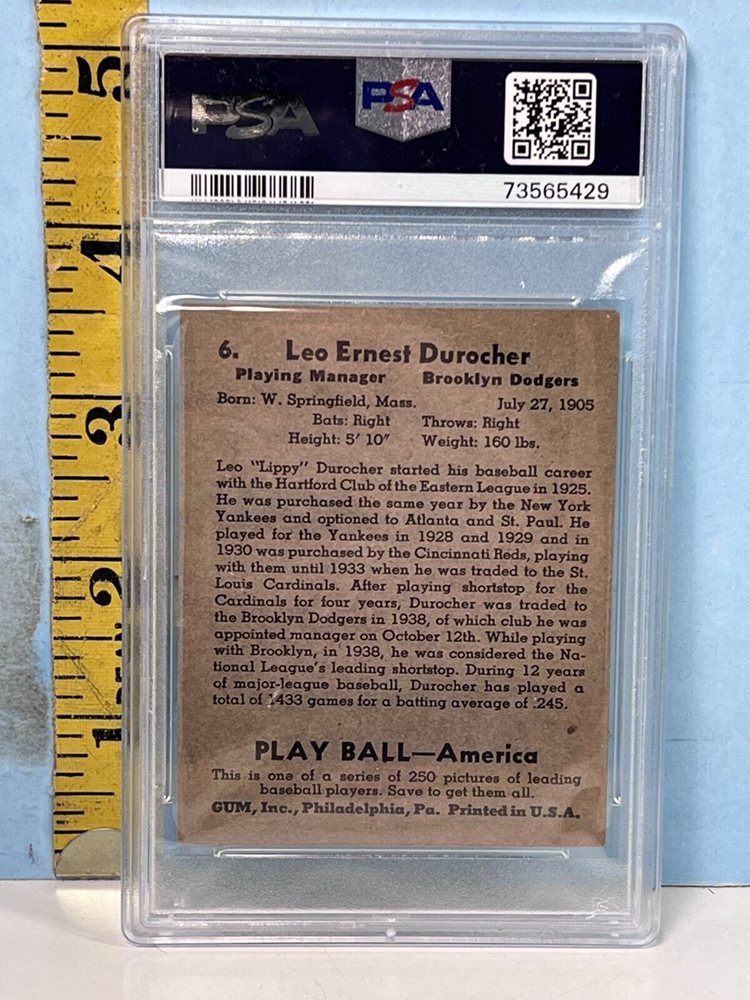 PSA
PSA
73565429
5
4
3
2
6. Leo Ernest Durocher
Playing Manager Brooklyn Dodgers
Born: W. Springfield, Mass. July 27, 1905
Bats: Right Throws: Right
Height: 5' 10" Weight: 160 lbs.
Leo "Lippy" Durocher started his baseball career
with the Hartford Club of the Eastern League in 1925.
He was purchased the same year by the New York
Yankees and optioned to Atlanta and St. Paul. He
played for the Yankees in 1928 and 1929 and in
1930 was purchased by the Cincinnati Reds, playing
with them until 1933 when he was traded to the St.
Louis Cardinals. After playing shortstop for the
Cardinals for four years, Durocher was traded to
the Brooklyn Dodgers in 1938, of which club he was
appointed manager on October 12th. While playing
with Brooklyn, in 1938, he was considered the Na-
tional League's leading shortstop. During 12 years
of major-league baseball, Durocher has played a
total of 1433 games for a batting average of .245.
PLAY BALL—America
This is one of a series of 250 pictures of leading
baseball players. Save to get them all.
GUM, Inc., Philadelphia, Pa. Printed in U.S.A.